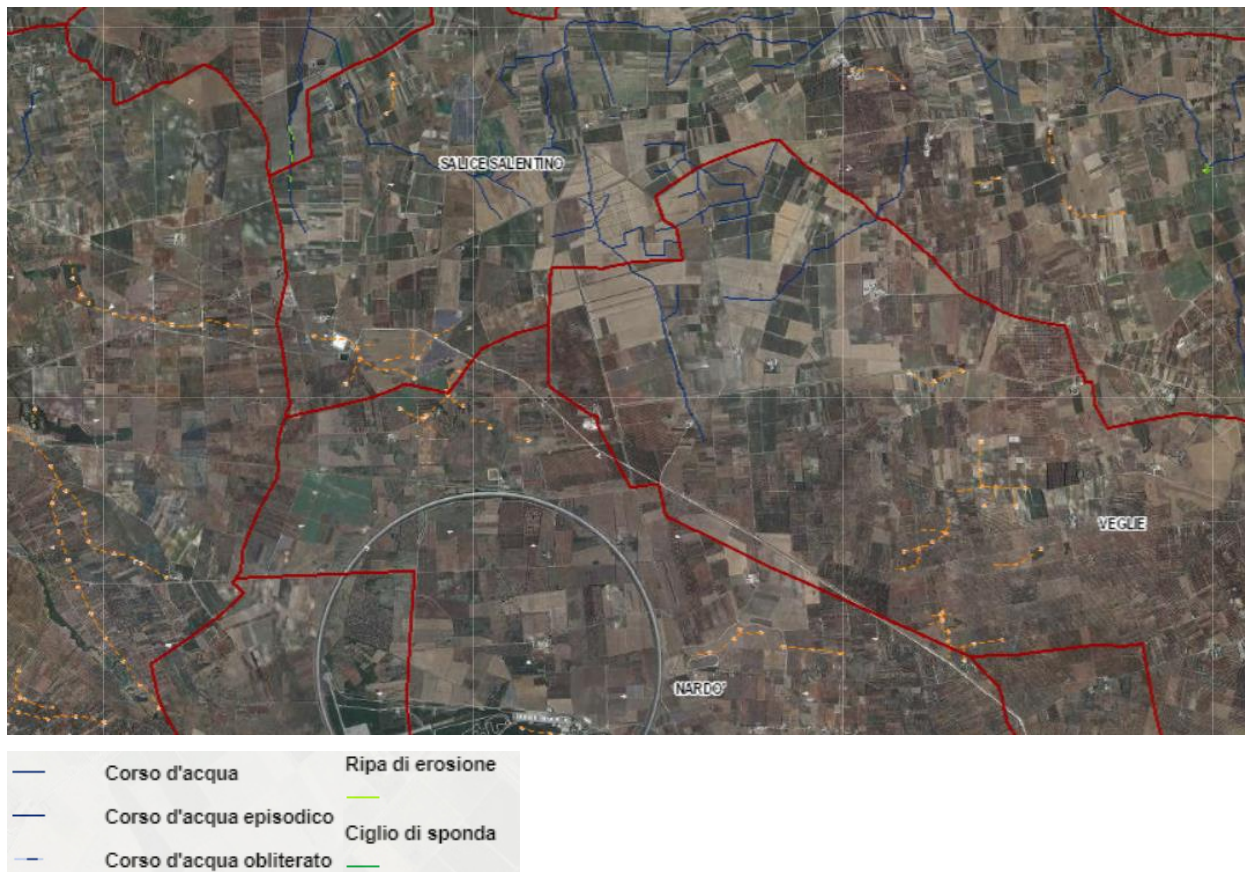 SALICE SALENTINO
VEGLIE
NARDO'
Corso d'acqua
Corso d'acqua episodico
Corso d'acqua obliterato
Ripa di erosione
Ciglio di sponda